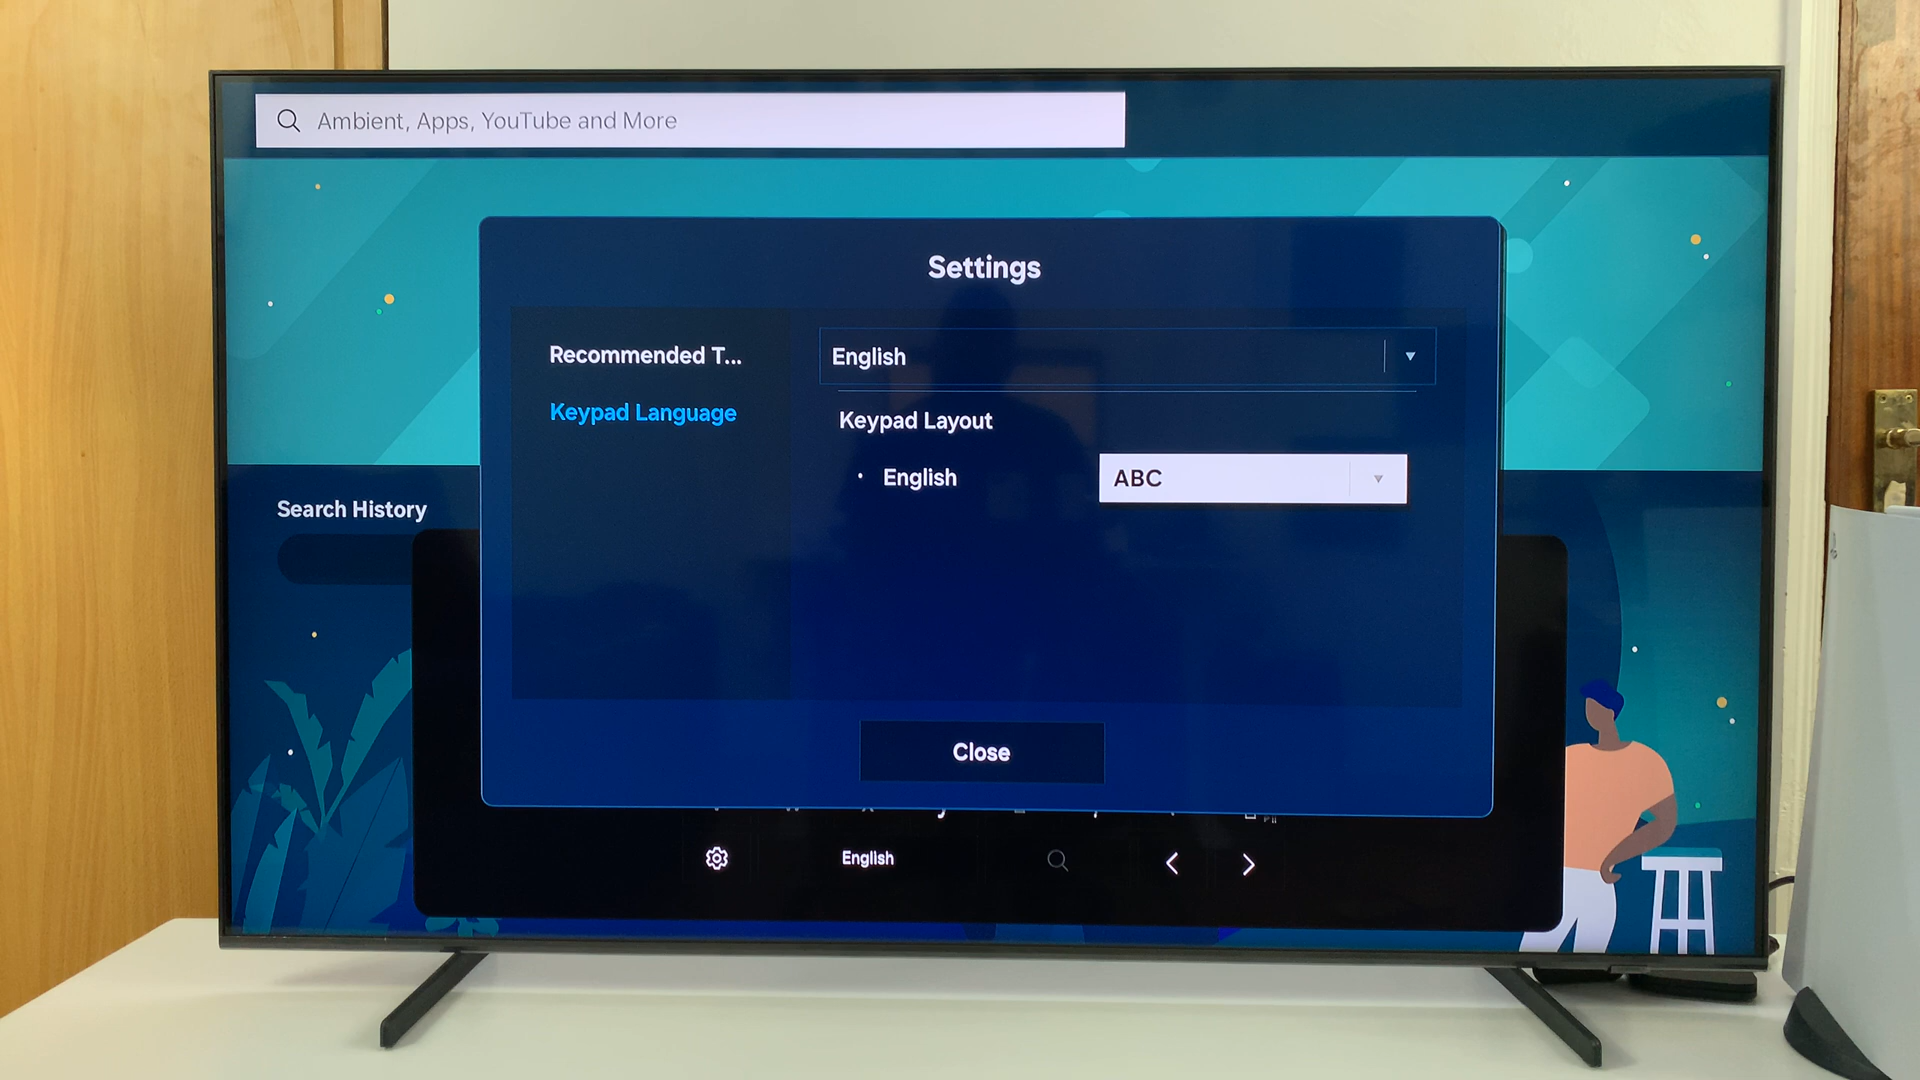 Ambient, Apps, YouTube and More
Settings
Recommended T...
English
Keypad Language
Keypad Layout
• English
ABC
Search History
Close
English